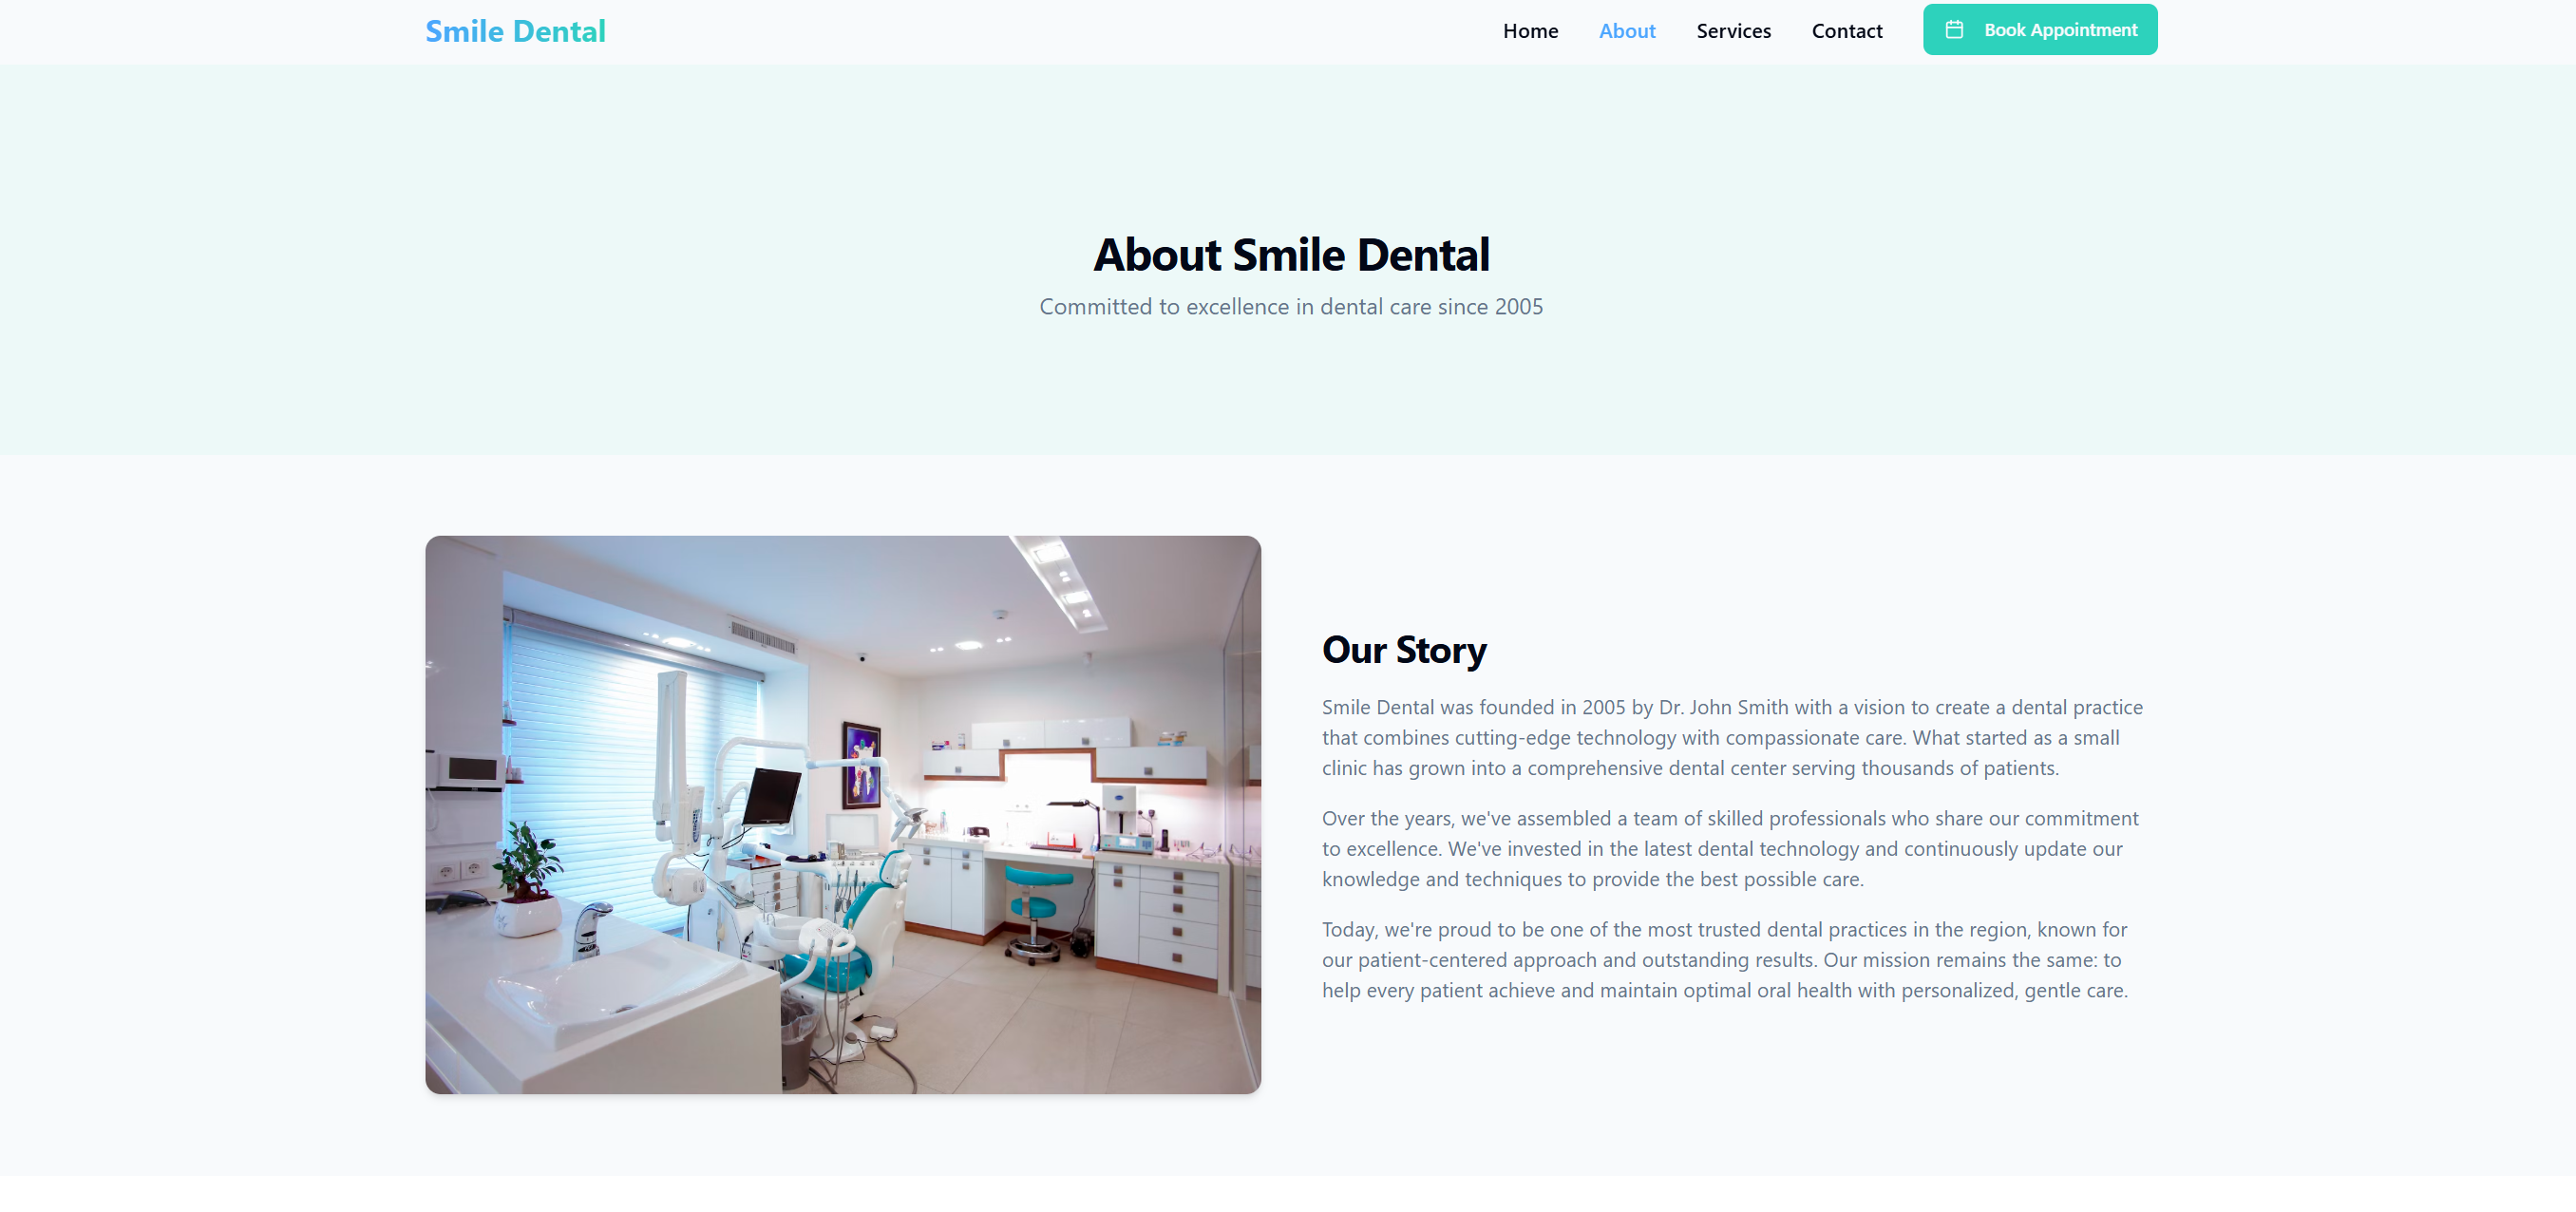 Smile Dental
Home
About
Services
Contact
Book Appointment
About Smile Dental
Committed to excellence in dental care since 2005
Our Story
Smile Dental was founded in 2005 by Dr. John Smith with a vision to create a dental practice
that combines cutting-edge technology with compassionate care. What started as a small
clinic has grown into a comprehensive dental center serving thousands of patients.
Over the years, we've assembled a team of skilled professionals who share our commitment
to excellence. We've invested in the latest dental technology and continuously update our
knowledge and techniques to provide the best possible care.
Today, we're proud to be one of the most trusted dental practices in the region, known for
our patient-centered approach and outstanding results. Our mission remains the same: to
help every patient achieve and maintain optimal oral health with personalized, gentle care.